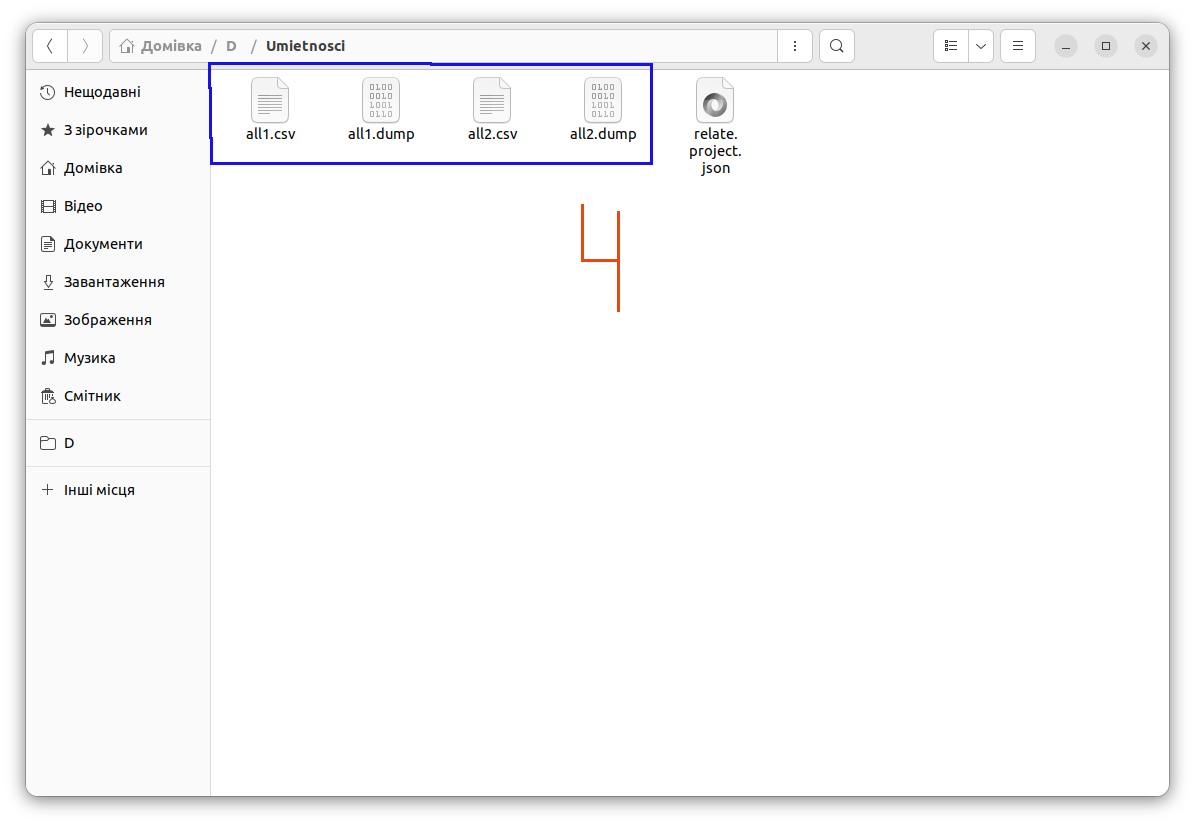 Домівка / D / Umietnosci
Нещодавні
З зірочками
Домівка
Відео
Документи
Завантаження
Зображення
Музика
Смітник
D
Інші місця
all1.csv
all1.dump
all2.csv
all2.dump
relate.
project.
json
4